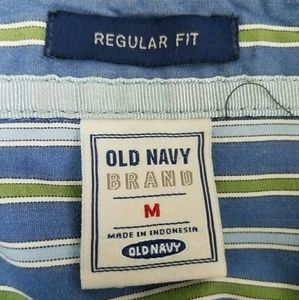 REGULAR FIT
OLD NAVY
BRAND
M
MADE IN INDONESIA
OLD NAVY